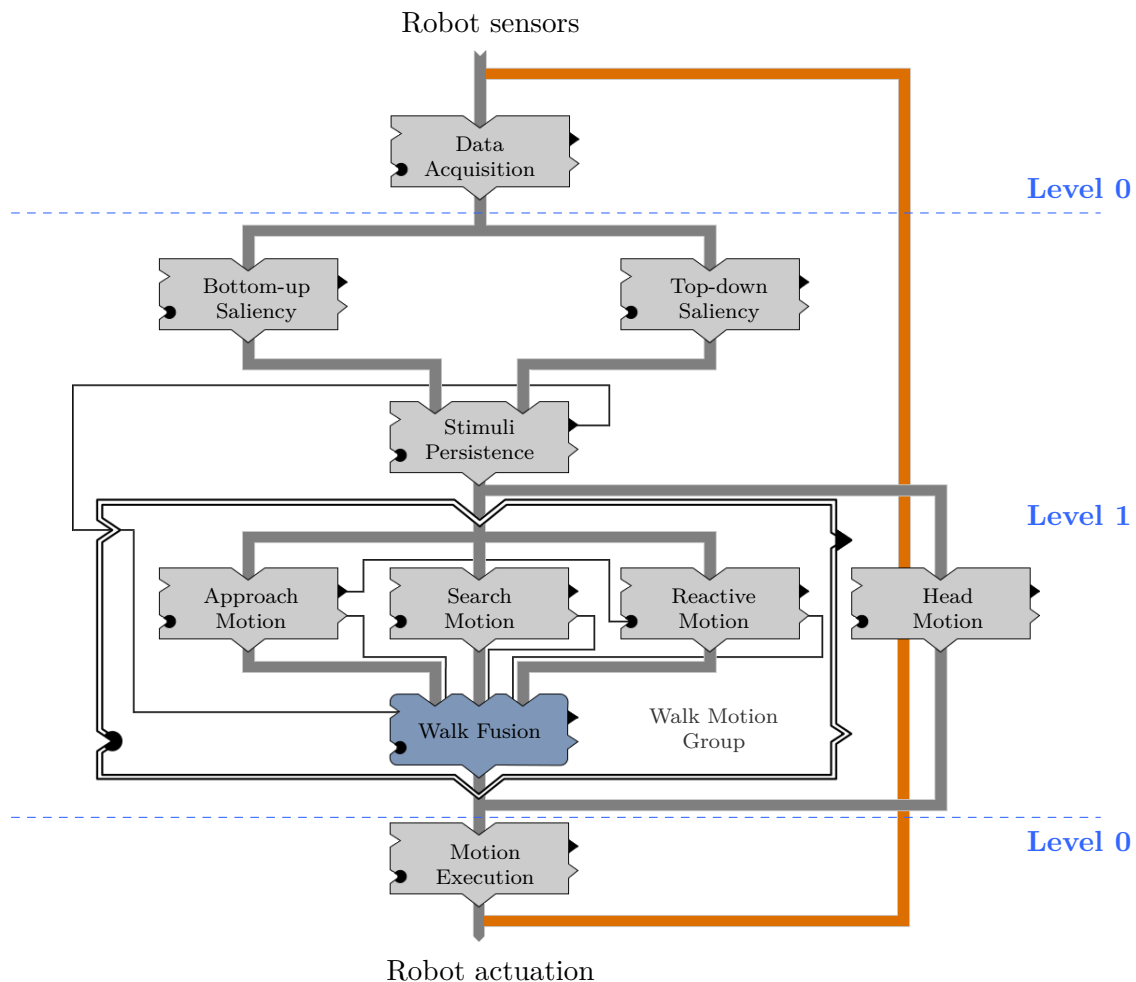 Robot sensors
Data
Acquisition
Level 0
Bottom-up
Saliency
Top-down
Saliency
Stimuli
Persistence
Level 1
Approach
Motion
Search
Motion
Reactive
Motion
Head
Motion
Walk Fusion
Walk Motion
Group
Level 0
Motion
Execution
Robot actuation